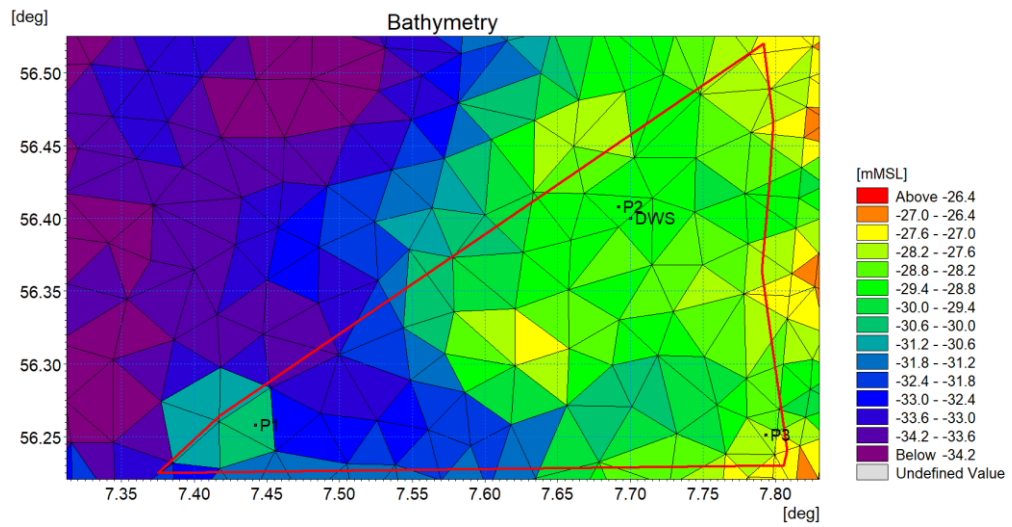 [deg]
Bathymetry
56.50
56.45
56.40
56.35
56.30
56.25
P2
DWS
P1
P3
7.35 7.40 7.45 7.50 7.55 7.60 7.65 7.70 7.75 7.80
[deg]
[mMSL]
Above -26.4
-27.0 - -26.4
-27.6 - -27.0
-28.2 - -27.6
-28.8 - -28.2
-29.4 - -28.8
-30.0 - -29.4
-30.6 - -30.0
-31.2 - -30.6
-31.8 - -31.2
-32.4 - -31.8
-33.0 - -32.4
-33.6 - -33.0
-34.2 - -33.6
Below -34.2
Undefined Value